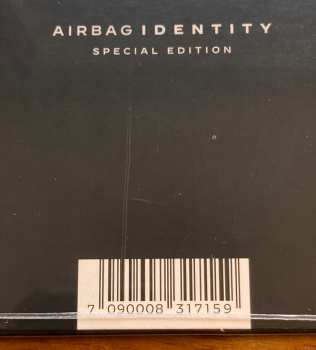 AIRBAG IDENTITY
SPECIAL EDITION
7 090008 317159